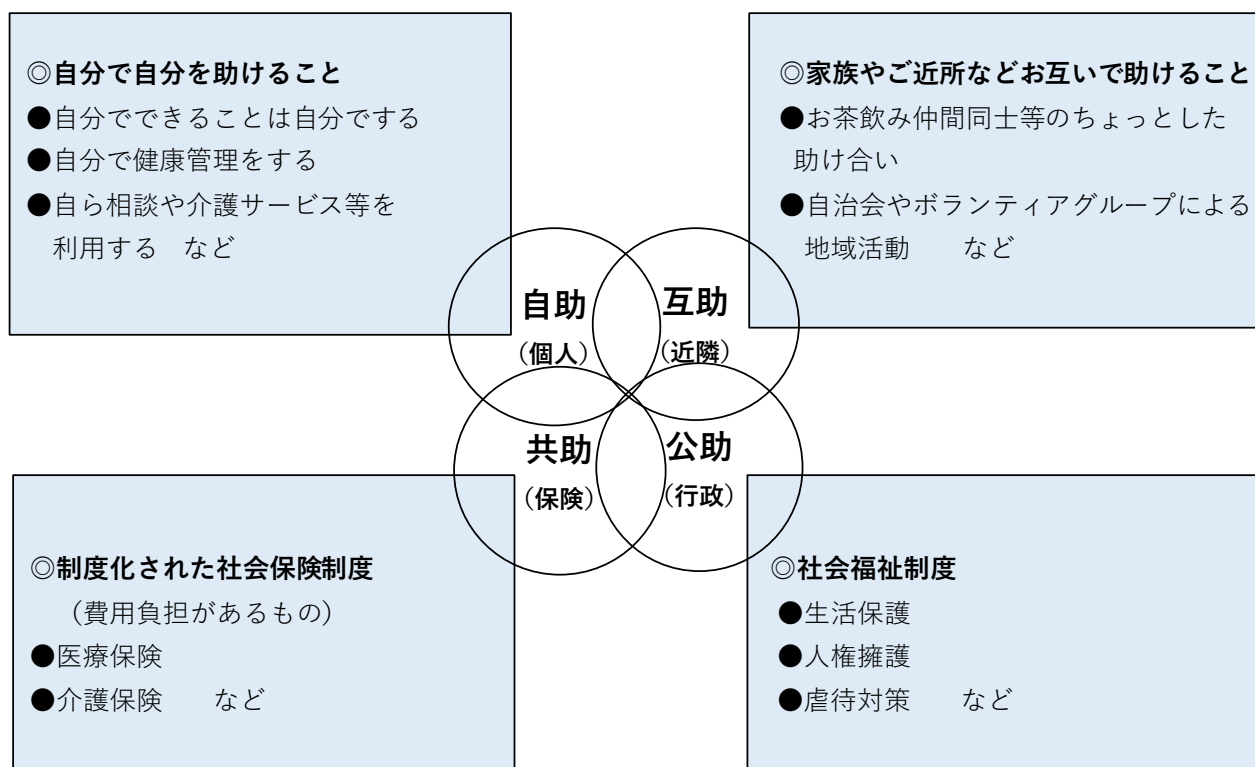 ◎自分で自分を助けること
●自分でできることは自分でする
●自分で健康管理をする
●自ら相談や介護サービス等を
利用する　など
◎家族やご近所などお互いで助けること
●お茶飲み仲間同士等のちょっとした
助け合い
●自治会やボランティアグループによる
地域活動　　など
自助
（個人）
互助
（近隣）
共助
（保険）
公助
（行政）
◎制度化された社会保険制度
（費用負担があるもの）
●医療保険
●介護保険　　など
◎社会福祉制度
●生活保護
●人権擁護
●虐待対策　　など